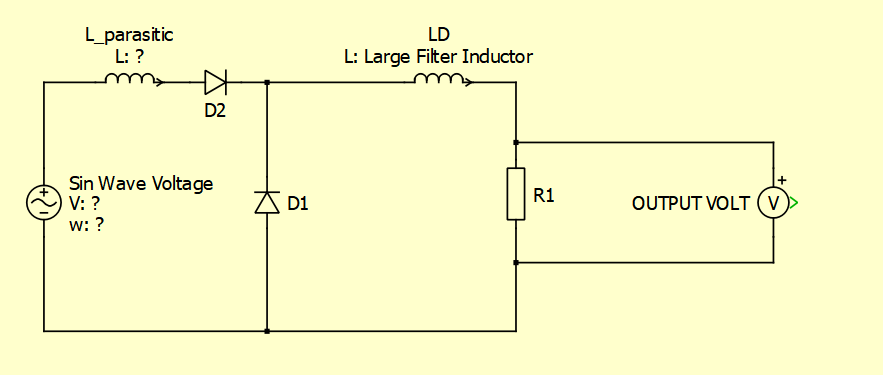 L_parasitic
L: ?
D2
LD
L: Large Filter Inductor
Sin Wave Voltage
V: ?
w: ?
D1
R1
OUTPUT VOLT
V